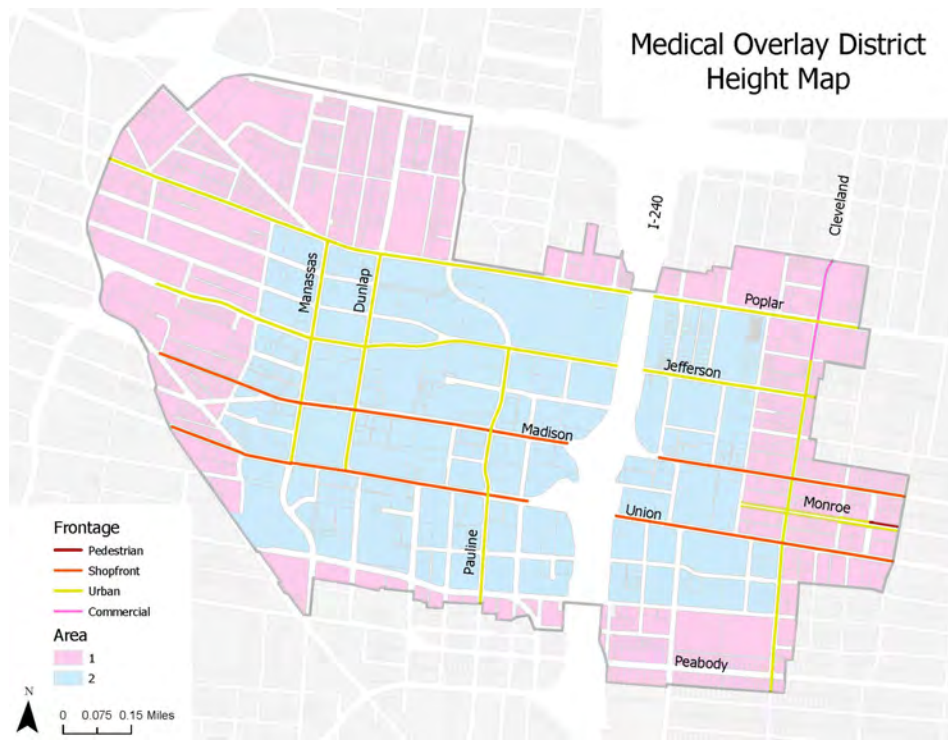 Medical Overlay District
Height Map
Cleveland
I-240
Manassas
Dunlap
Poplar
Jefferson
Madison
Monroe
Union
Pauline
Peabody
Frontage
Pedestrian
Shopfront
Urban
Commercial
Area
1
2
N
0 0.075 0.15 Miles